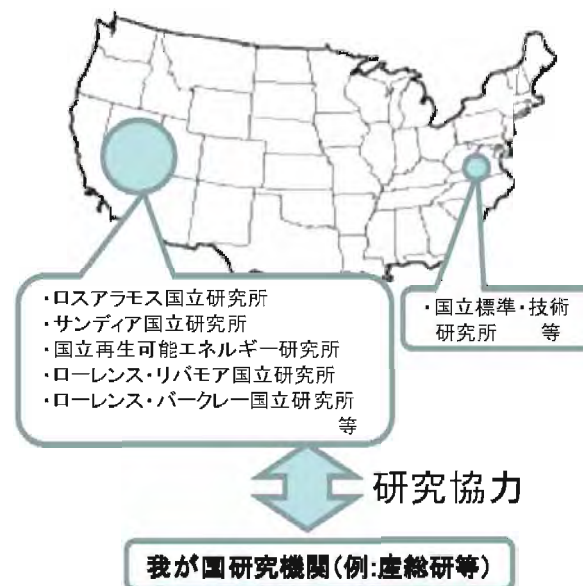 ・ロスアラモス国立研究所
・サンディア国立研究所
・国立再生可能エネルギー研究所
・ローレンス・リバモア国立研究所
・ローレンス・バークレー国立研究所
等
・国立標準・技術
研究所 等
研究協力
我が国研究機関(例:産総研等)